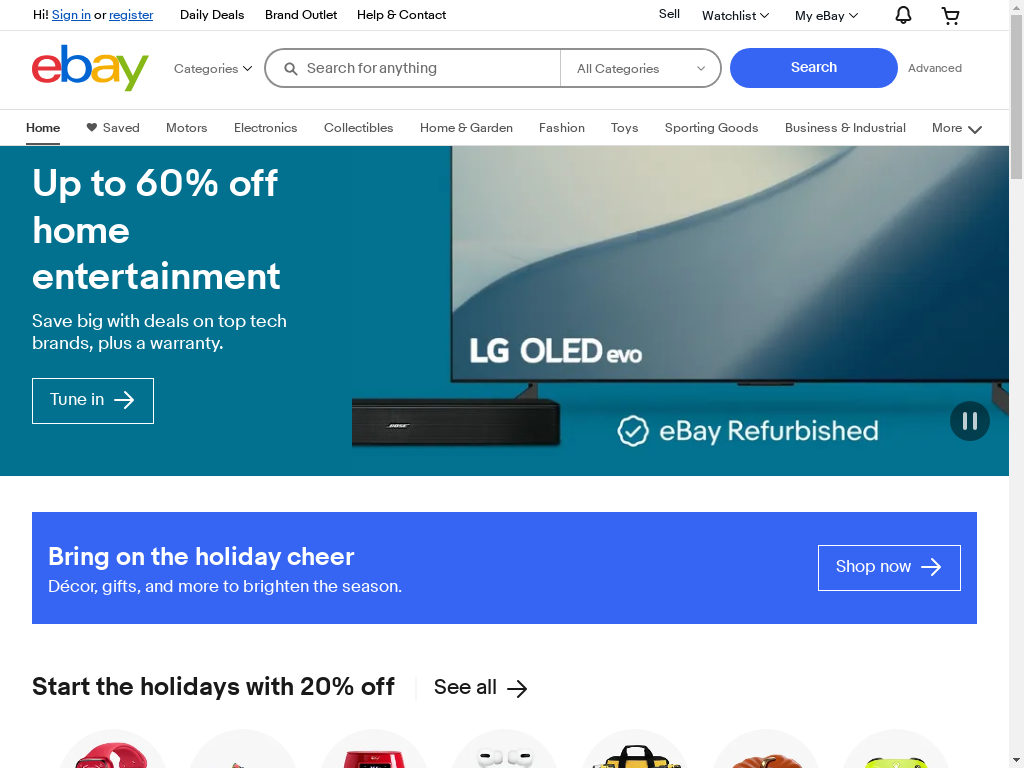 Hi! Sign in or register Daily Deals Brand Outlet Help & Contact Sell Watchlist My eBay
ebay Categories Search for anything All Categories Search Advanced
Home Saved Motors Electronics Collectibles Home & Garden Fashion Toys Sporting Goods Business & Industrial More
Up to 60% off
home
entertainment
Save big with deals on top tech
brands, plus a warranty.
Tune in
LG OLED evo
BOSE
eBay Refurbished
Bring on the holiday cheer
Décor, gifts, and more to brighten the season.
Shop now
Start the holidays with 20% off See all